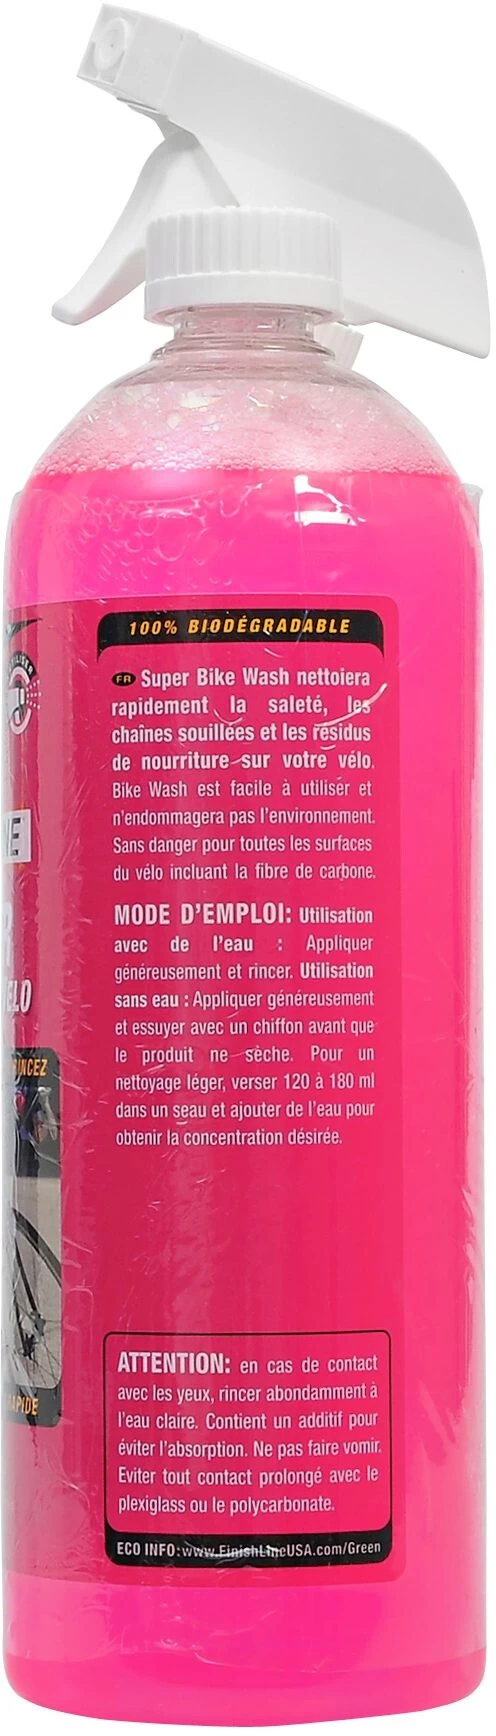 100% BIODÉGRADABLE
FR Super Bike Wash nettoiera
rapidement la saleté, les
chaînes souillées et les résidus
de nourriture sur votre vélo.
Bike Wash est facile à utiliser et
n'endommagera pas l'environnement.
Sans danger pour toutes les surfaces
du vélo incluant la fibre de carbone.
MODE D'EMPLOI: Utilisation
avec de l'eau : Appliquer
généreusement et rincer. Utilisation
sans eau : Appliquer généreusement
et essuyer avec un chiffon avant que
le produit ne sèche. Pour un
nettoyage léger, verser 120 à 180 ml
dans un seau et ajouter de l'eau pour
obtenir la concentration désirée.
ATTENTION: en cas de contact
avec les yeux, rincer abondamment à
l'eau claire. Contient un additif pour
éviter l'absorption. Ne pas faire vomir.
Eviter tout contact prolongé avec le
plexiglass ou le polycarbonate.
ECO INFO: www.FinishLineUSA.com/Green